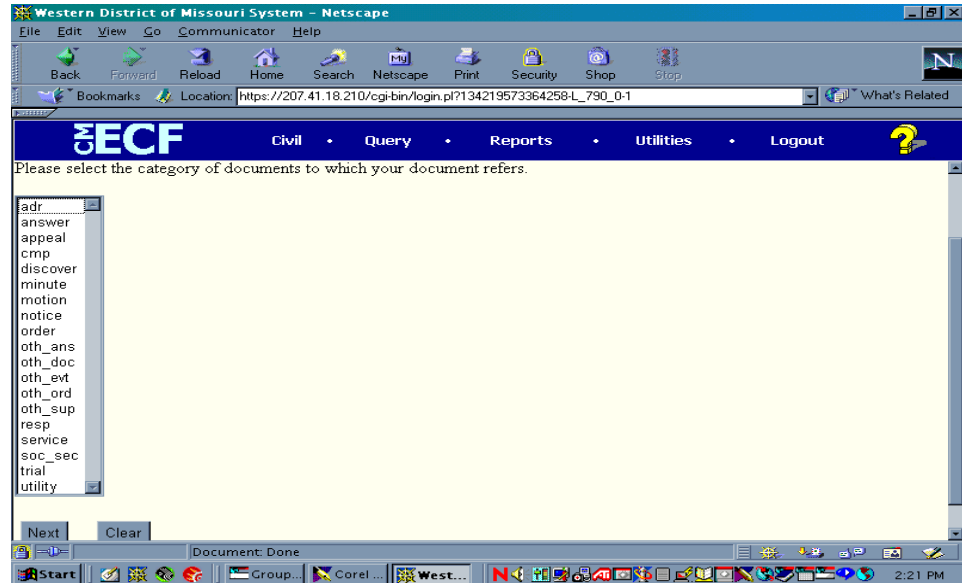 Western District of Missouri System - Netscape
File Edit View Go Communicator Help
My
Back Forward Reload Home Search Netscape Print Security Shop Stop
N
Bookmarks Location: https://207.41.18.210/cgi-bin/login.pl?134219573364258-L_790_0-1 What's Related
CM ECF Civil • Query • Reports • Utilities • Logout ?
Please select the category of documents to which your document refers.
adr
answer
appeal
cmp
discover
minute
motion
notice
order
oth_ans
oth_doc
oth_evt
oth_ord
oth_sup
resp
service
soc_sec
trial
utility
Next Clear
Document: Done
Start Group... Corel ... West... 2:21 PM